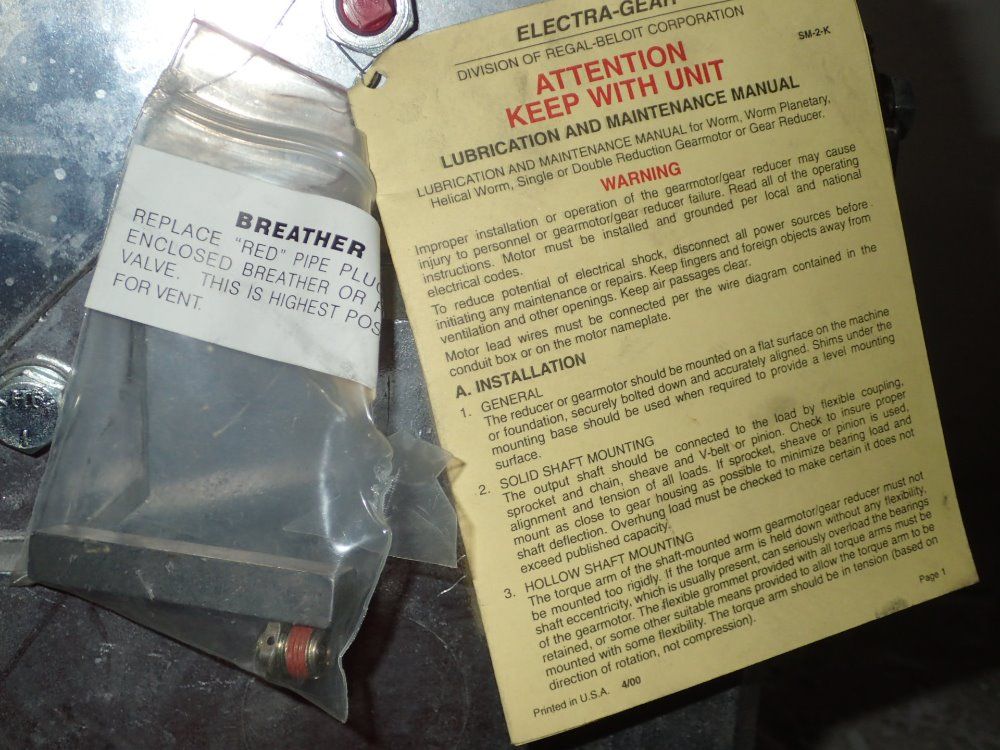 BREATHER
REPLACE "RED" PIPE PLUG
ENCLOSED BREATHER OR
VALVE. THIS IS HIGHEST
FOR VENT.
ELECTRA-GEAR
DIVISION OF REGAL-BELOIT CORPORATION
SM-2-K
ATTENTION
KEEP WITH UNIT
LUBRICATION AND MAINTENANCE MANUAL
LUBRICATION AND MAINTENANCE MANUAL for Worm, Worm Planetary,
Helical Worm, Single or Double Reduction Gearmotor or Gear Reducer.
WARNING
Improper installation or operation of the gearmotor/gear reducer may cause
injury to personnel or gearmotor/gear reducer failure. Read all of the operating
instructions. Motor must be installed and grounded per local and national
electrical codes.
To reduce potential of electrical shock, disconnect all power sources before
initiating any maintenance or repairs. Keep fingers and foreign objects away from
ventilation and other openings. Keep air passages clear.
Motor lead wires must be connected per the wire diagram contained in the
conduit box or on the motor nameplate.
A. INSTALLATION
1. GENERAL
The reducer or gearmotor should be mounted on a flat surface on the machine
or foundation, securely bolted down and accurately aligned. Shims under the
mounting base should be used when required to provide a level mounting
surface.
2. SOLID SHAFT MOUNTING
The output shaft should be connected to the load by flexible coupling,
sprocket and chain, sheave and V-belt or pinion. Check to insure proper
alignment and tension of all loads. If sprocket, sheave or pinion is used,
mount as close to gear housing as possible to minimize bearing load and
shaft deflection. Overhung load must be checked to make certain it does not
exceed published capacity.
3. HOLLOW SHAFT MOUNTING
The torque arm of the shaft-mounted worm gearmotor/gear reducer must not
be mounted too rigidly. If the torque arm is held down without any flexibility,
shaft eccentricity, which is usually present, can seriously overload the bearings
of the gearmotor. The flexible grommet provided with all torque arms must be
retained, or some other suitable means provided to allow the torque arm to be
mounted with some flexibility. The torque arm should be in tension (based on
direction of rotation, not compression).
Page 1
Printed in U.S.A. 4/00